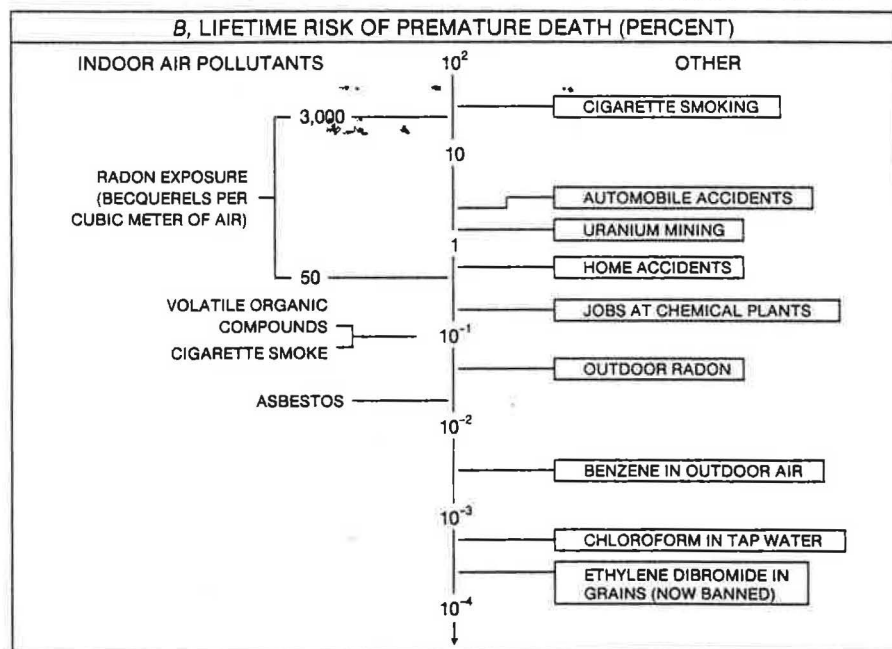 B, LIFETIME RISK OF PREMATURE DEATH (PERCENT)
INDOOR AIR POLLUTANTS
10²
OTHER
CIGARETTE SMOKING
3,000
10
RADON EXPOSURE
(BECQUERELS PER
CUBIC METER OF AIR)
AUTOMOBILE ACCIDENTS
URANIUM MINING
1
HOME ACCIDENTS
50
VOLATILE ORGANIC
COMPOUNDS
JOBS AT CHEMICAL PLANTS
10⁻¹
CIGARETTE SMOKE
OUTDOOR RADON
ASBESTOS
10⁻²
BENZENE IN OUTDOOR AIR
10⁻³
CHLOROFORM IN TAP WATER
ETHYLENE DIBROMIDE IN
GRAINS (NOW BANNED)
10⁻⁴